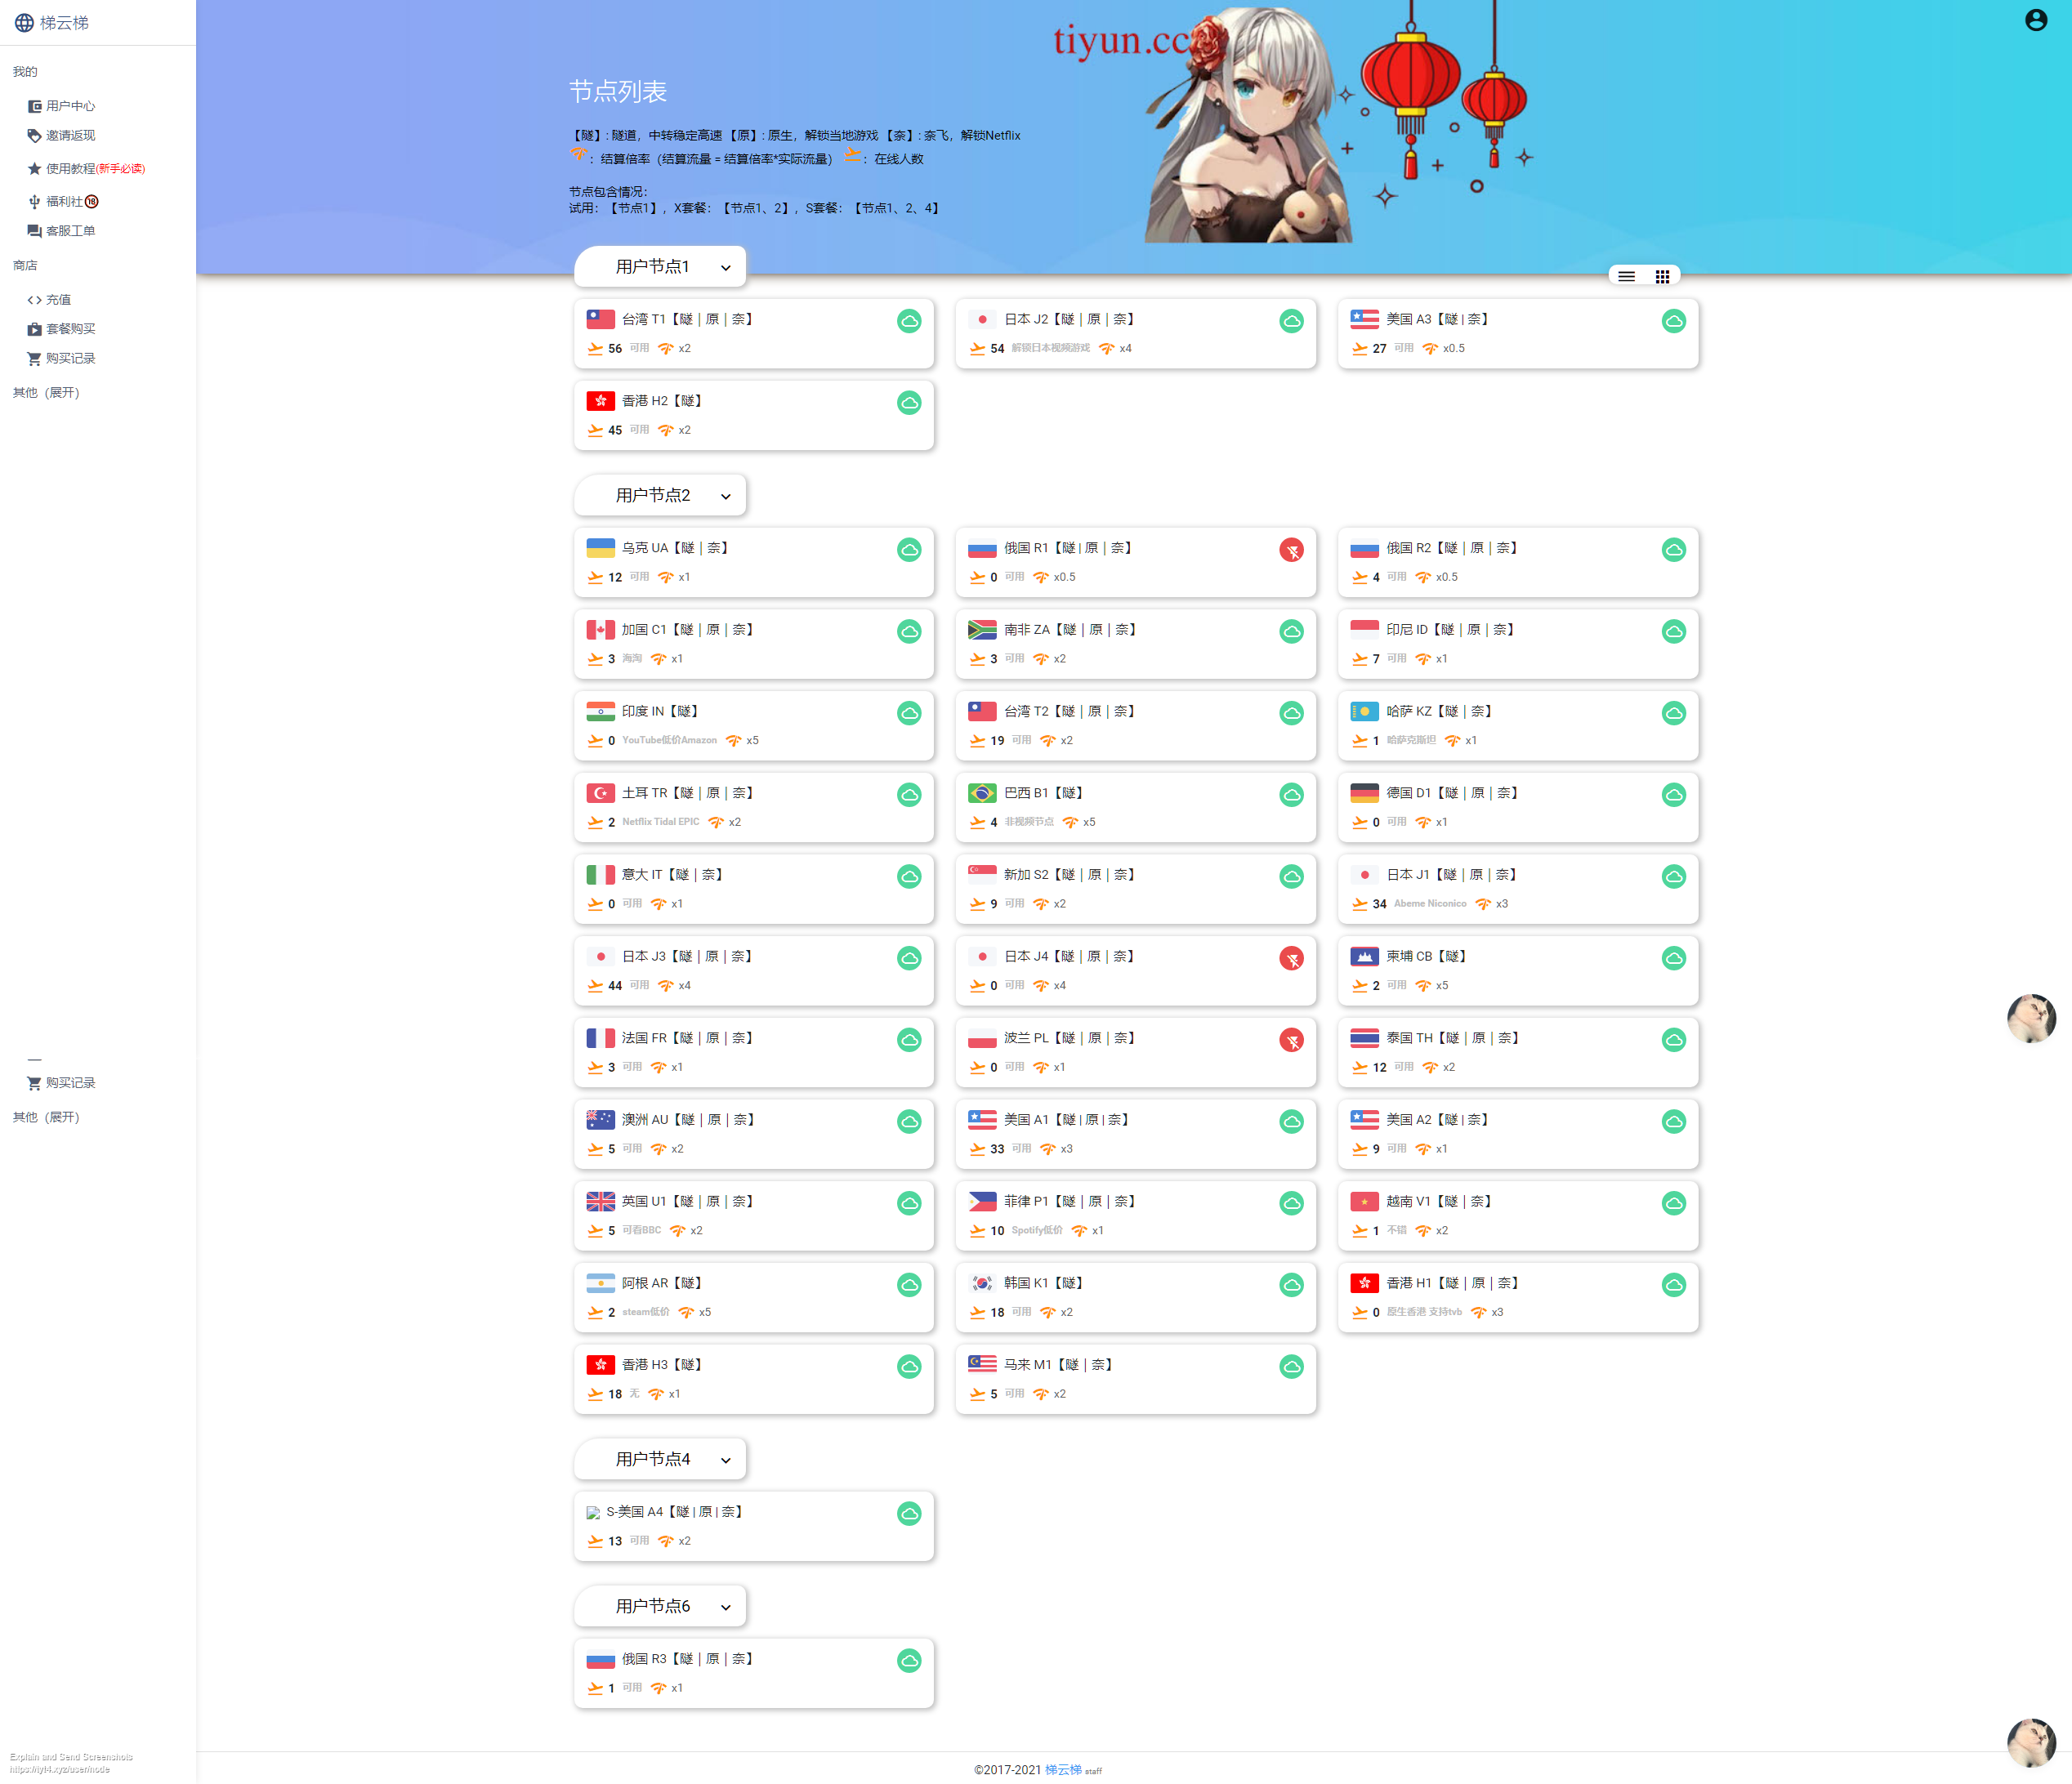 梯云梯
我的
用户中心
邀请返现
使用教程(新手必读)
福利社🔞
客服工单
商店
充值
套餐购买
购买记录
其他（展开）
tiyun.cc
节点列表
【隧】: 隧道，中转稳定高速 【原】: 原生，解锁当地游戏 【奈】: 奈飞，解锁Netflix
：结算倍率（结算流量 = 结算倍率*实际流量） ：在线人数
节点包含情况：
试用：【节点1】，X套餐：【节点1、2】，S套餐：【节点1、2、4】
用户节点1
台湾 T1【隧｜原｜奈】
56 可用 x2
日本 J2【隧｜原｜奈】
54 解锁日本视频游戏 x4
美国 A3【隧 | 奈】
27 可用 x0.5
香港 H2【隧】
45 可用 x2
用户节点2
乌克 UA【隧｜奈】
12 可用 x1
俄国 R1【隧 | 原｜奈】
0 可用 x0.5
俄国 R2【隧｜原｜奈】
4 可用 x0.5
加国 C1【隧｜原｜奈】
3 海淘 x1
南非 ZA【隧｜原｜奈】
3 可用 x2
印尼 ID【隧｜原｜奈】
7 可用 x1
印度 IN【隧】
0 YouTube低价Amazon x5
台湾 T2【隧｜原｜奈】
19 可用 x2
哈萨 KZ【隧｜奈】
1 哈萨克斯坦 x1
土耳 TR【隧｜原｜奈】
2 Netflix Tidal EPIC x2
巴西 B1【隧】
4 非视频节点 x5
德国 D1【隧｜原｜奈】
0 可用 x1
意大 IT【隧｜奈】
0 可用 x1
新加 S2【隧｜原｜奈】
9 可用 x2
日本 J1【隧｜原｜奈】
34 Abeme Niconico x3
日本 J3【隧｜原｜奈】
44 可用 x4
日本 J4【隧｜原｜奈】
0 可用 x4
柬埔 CB【隧】
2 可用 x5
法国 FR【隧｜原｜奈】
3 可用 x1
波兰 PL【隧｜原｜奈】
0 可用 x1
泰国 TH【隧｜原｜奈】
12 可用 x2
购买记录
其他（展开）
澳洲 AU【隧｜原｜奈】
5 可用 x2
美国 A1【隧 | 原 | 奈】
33 可用 x3
美国 A2【隧 | 奈】
9 可用 x1
英国 U1【隧｜原｜奈】
5 可看BBC x2
菲律 P1【隧｜原｜奈】
10 Spotify低价 x1
越南 V1【隧｜奈】
1 不错 x2
阿根 AR【隧】
2 steam低价 x5
韩国 K1【隧】
18 可用 x2
香港 H1【隧｜原｜奈】
0 原生香港 支持tvb x3
香港 H3【隧】
18 无 x1
马来 M1【隧｜奈】
5 可用 x2
用户节点4
S-美国 A4【隧 | 原 | 奈】
13 可用 x2
用户节点6
俄国 R3【隧｜原｜奈】
1 可用 x1
Explain and Send Screenshots
https://tyt4.xyz/user/node
©2017-2021 梯云梯 staff